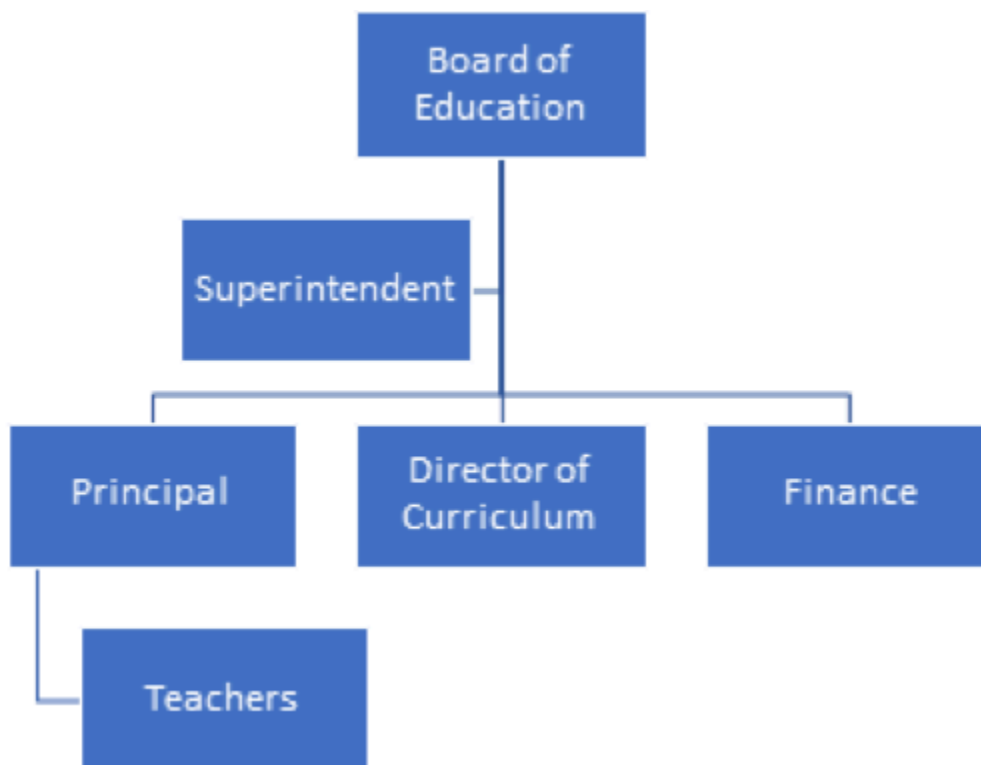 Board of
Education
Superintendent
Principal
Director of
Curriculum
Finance
Teachers